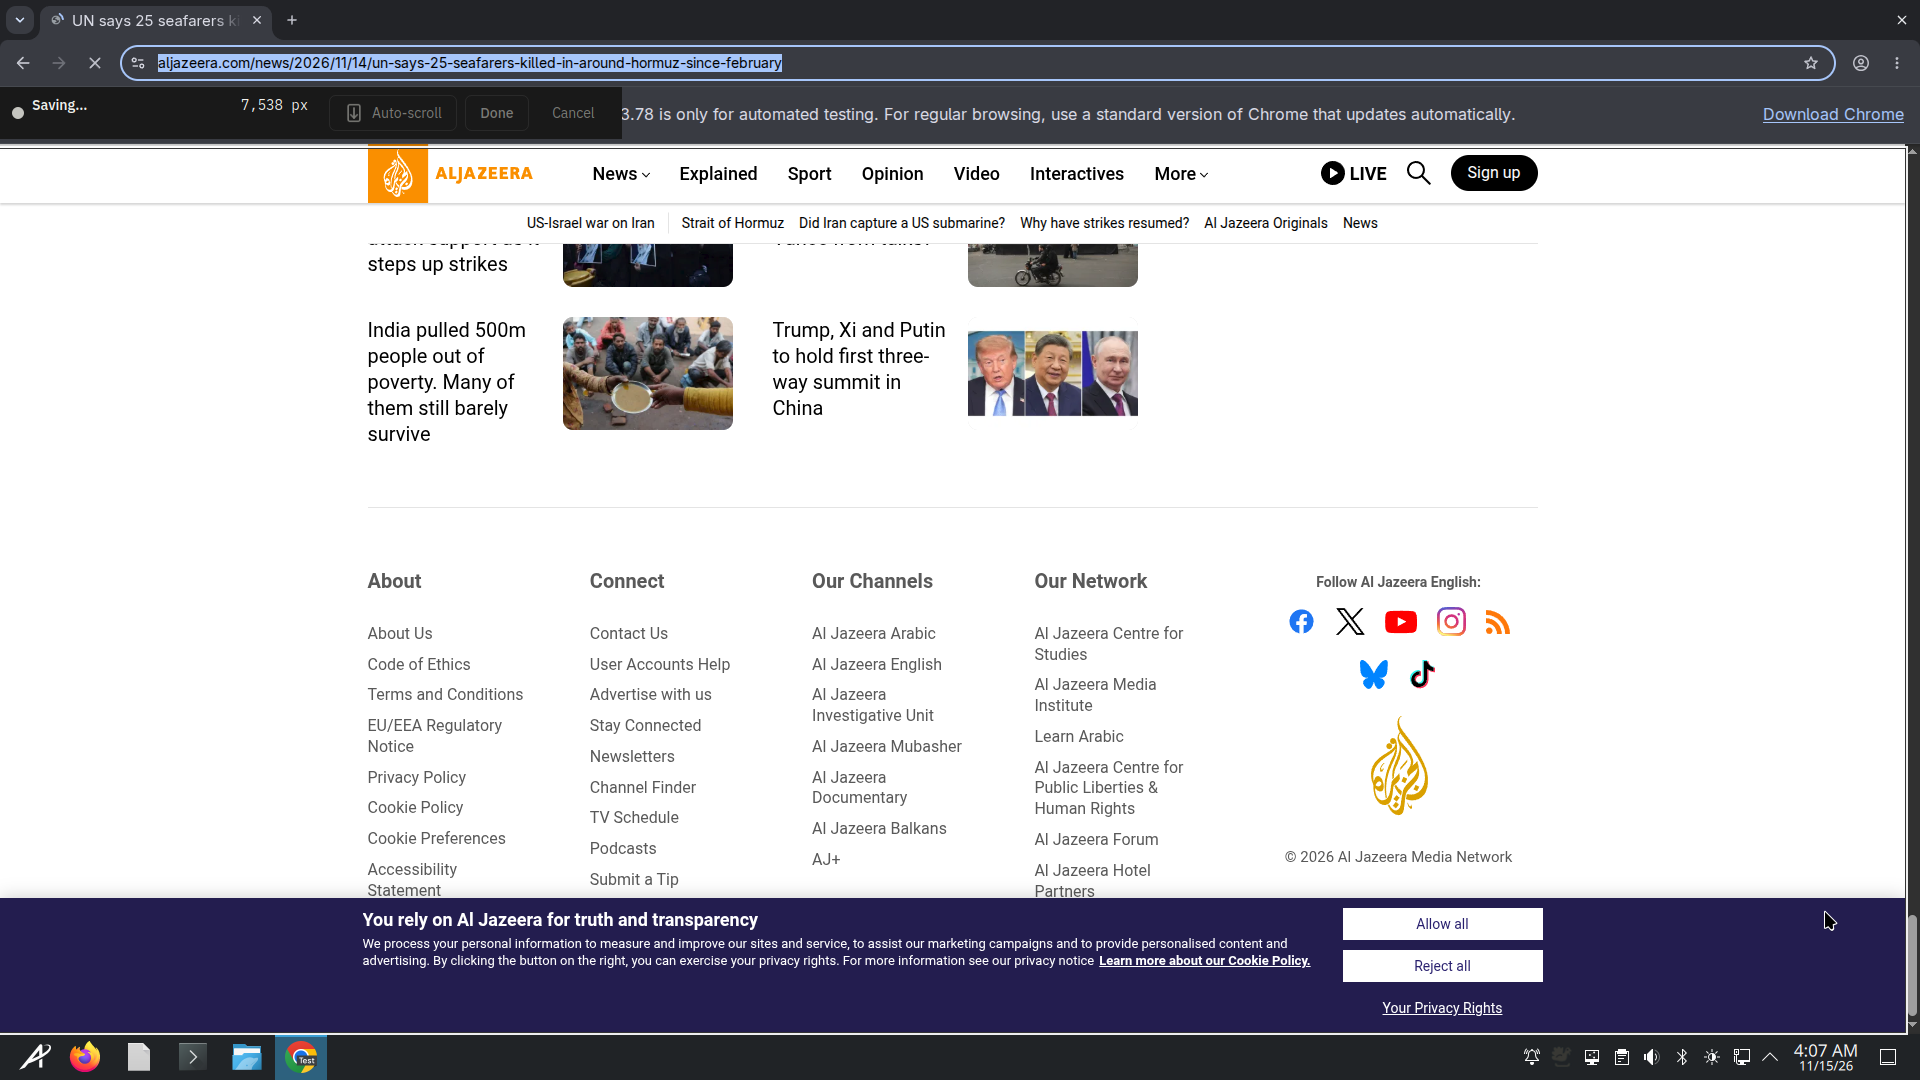 UN says 25 seafarers ki
aljazeera.com/news/2026/11/14/un-says-25-seafarers-killed-in-around-hormuz-since-february
Saving...
7,538 px
Auto-scroll
Done
Cancel
3.78 is only for automated testing. For regular browsing, use a standard version of Chrome that updates automatically.
Download Chrome
ALJAZEERA
News
Explained
Sport
Opinion
Video
Interactives
More
LIVE
Sign up
US-Israel war on Iran
Strait of Hormuz
Did Iran capture a US submarine?
Why have strikes resumed?
Al Jazeera Originals
News
steps up strikes
India pulled 500m
people out of
poverty. Many of
them still barely
survive
Trump, Xi and Putin
to hold first three-
way summit in
China
About
About Us
Code of Ethics
Terms and Conditions
EU/EEA Regulatory
Notice
Privacy Policy
Cookie Policy
Cookie Preferences
Accessibility
Statement
Connect
Contact Us
User Accounts Help
Advertise with us
Stay Connected
Newsletters
Channel Finder
TV Schedule
Podcasts
Submit a Tip
Our Channels
Al Jazeera Arabic
Al Jazeera English
Al Jazeera
Investigative Unit
Al Jazeera Mubasher
Al Jazeera
Documentary
Al Jazeera Balkans
AJ+
Our Network
Al Jazeera Centre for
Studies
Al Jazeera Media
Institute
Learn Arabic
Al Jazeera Centre for
Public Liberties &
Human Rights
Al Jazeera Forum
Al Jazeera Hotel
Partners
Follow Al Jazeera English:
© 2026 Al Jazeera Media Network
You rely on Al Jazeera for truth and transparency
We process your personal information to measure and improve our sites and service, to assist our marketing campaigns and to provide personalised content and
advertising. By clicking the button on the right, you can exercise your privacy rights. For more information see our privacy notice Learn more about our Cookie Policy.
Allow all
Reject all
Your Privacy Rights
Test
4:07 AM
11/15/26